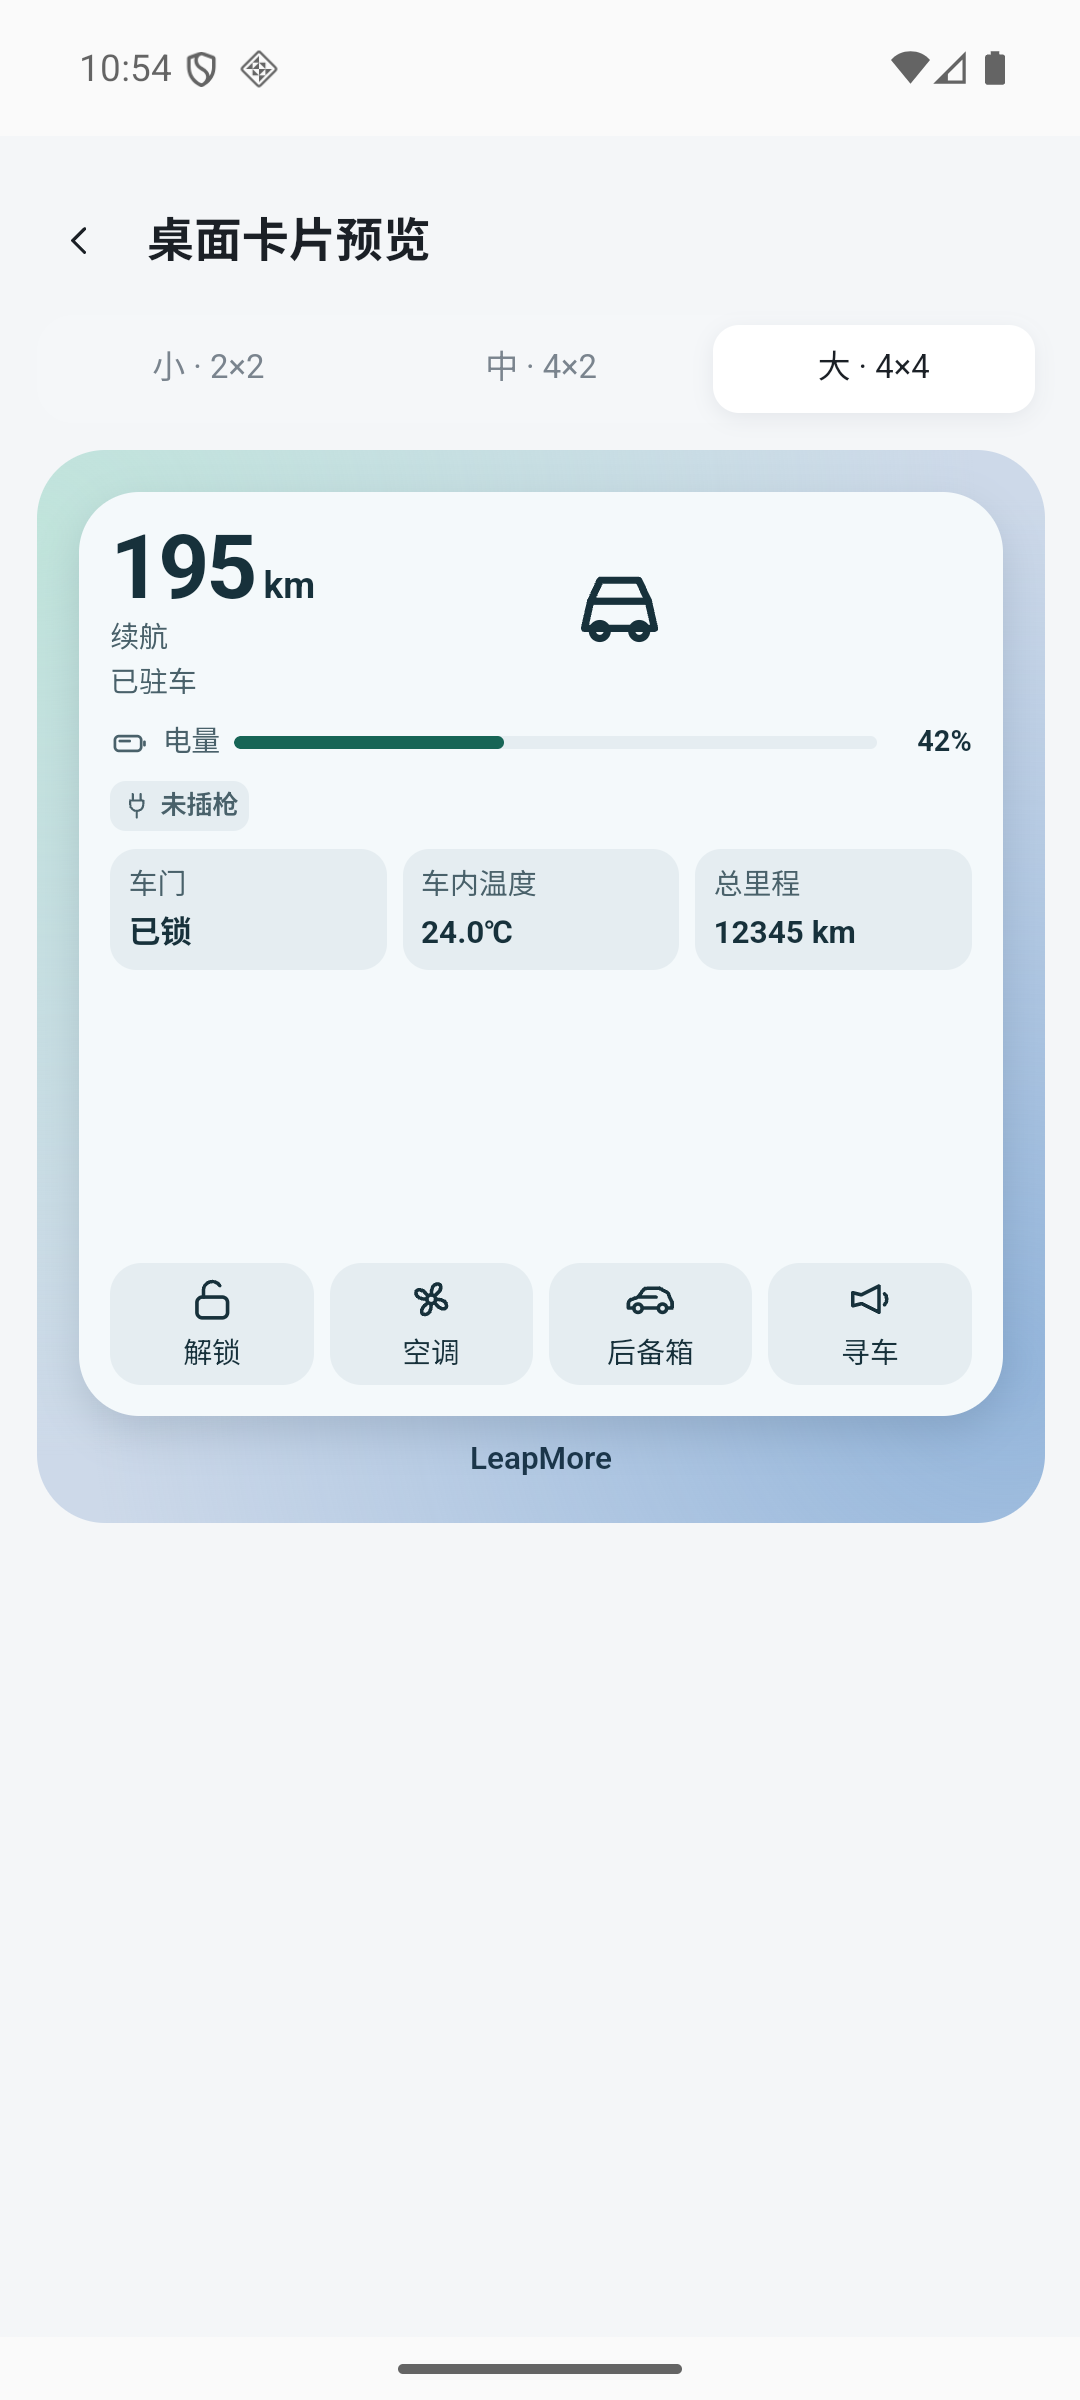 10:54
桌面卡片预览
小 · 2×2
中 · 4×2
大 · 4×4
195 km
续航
已驻车
电量
42%
未插枪
车门
已锁
车内温度
24.0℃
总里程
12345 km
解锁
空调
后备箱
寻车
LeapMore